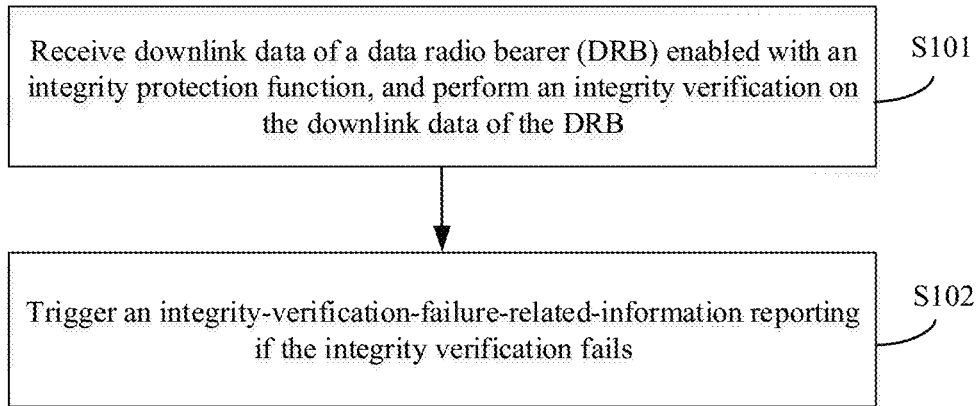 Receive downlink data of a data radio bearer (DRB) enabled with an
integrity protection function, and perform an integrity verification on
the downlink data of the DRB
S101
Trigger an integrity-verification-failure-related-information reporting
if the integrity verification fails
S102